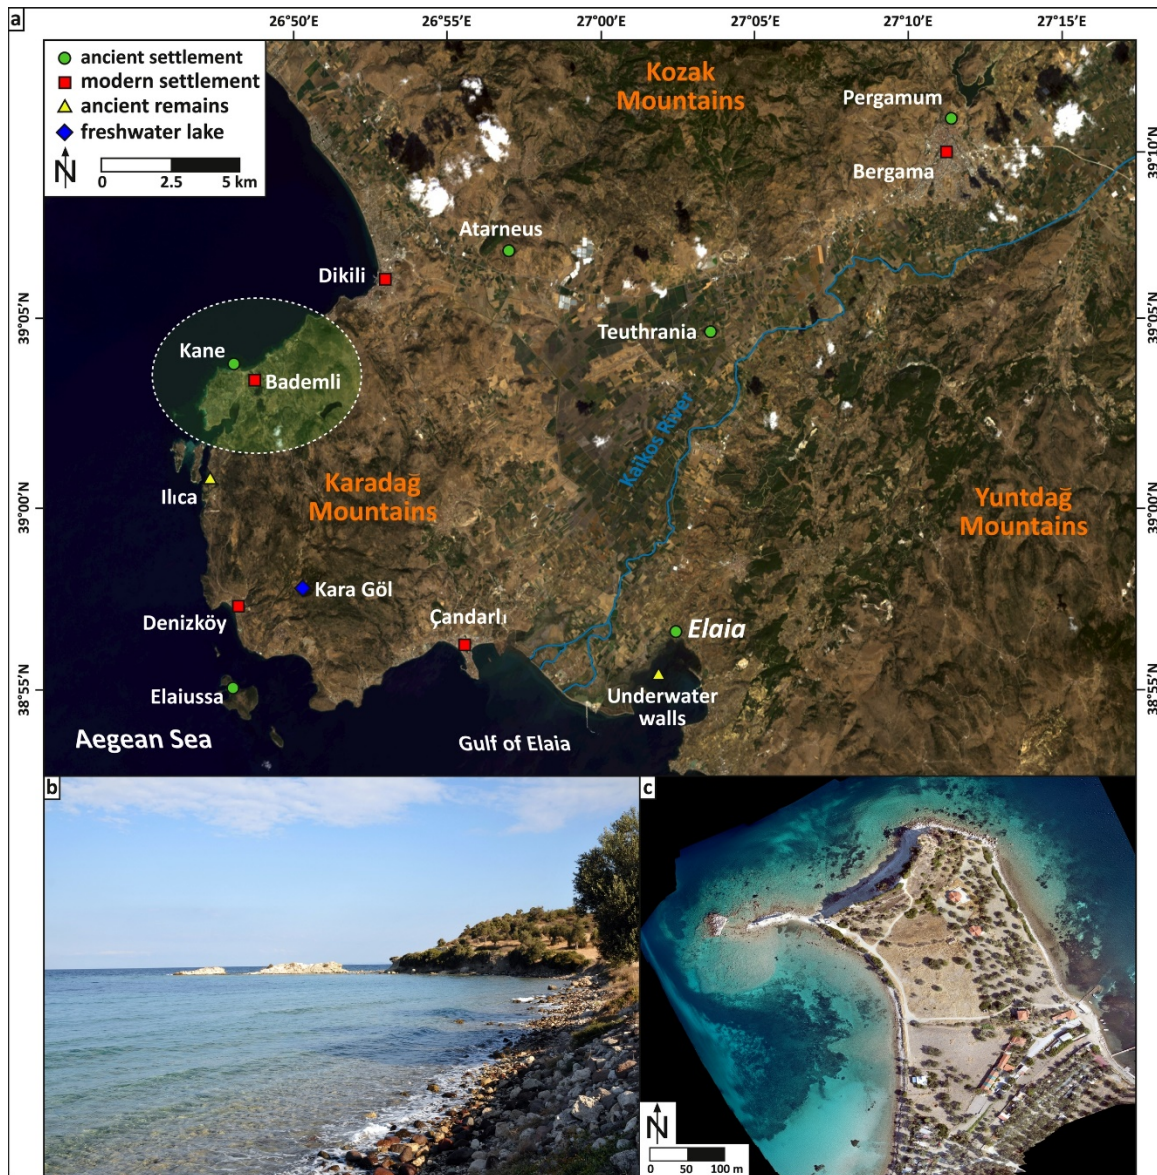 a
26°50'E
26°55'E
27°00'E
27°05'E
27°10'E
27°15'E
ancient settlement
modern settlement
ancient remains
freshwater lake
N
0 2.5 5 km
Kozak
Mountains
Pergamum
Bergama
39°10'N
39°10'N
Atarneus
Dikili
39°05'N
39°05'N
Teuthrania
Kane
Bademli
Kaïkos River
Ilıca
Karadağ
Mountains
Yuntdağ
Mountains
39°00'N
39°00'N
Kara Göl
Denizköy
Çandarlı
Elaia
Elaiussa
Underwater
walls
38°55'N
38°55'N
Aegean Sea
Gulf of Elaia
b
c
N
0 50 100 m